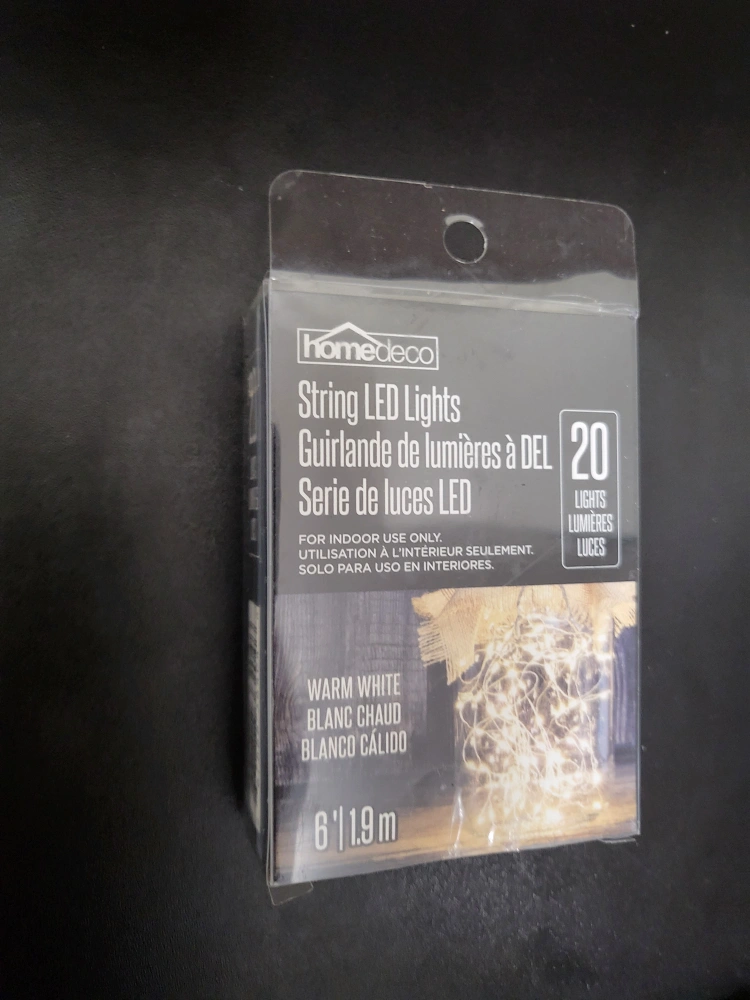 homedeco
String LED Lights
Guirlande de lumières à DEL
Serie de luces LED
FOR INDOOR USE ONLY.
UTILISATION À L'INTÉRIEUR SEULEMENT.
SOLO PARA USO EN INTERIORES.
20
LIGHTS
LUMIÈRES
LUCES
WARM WHITE
BLANC CHAUD
BLANCO CÁLIDO
6'|1.9 m